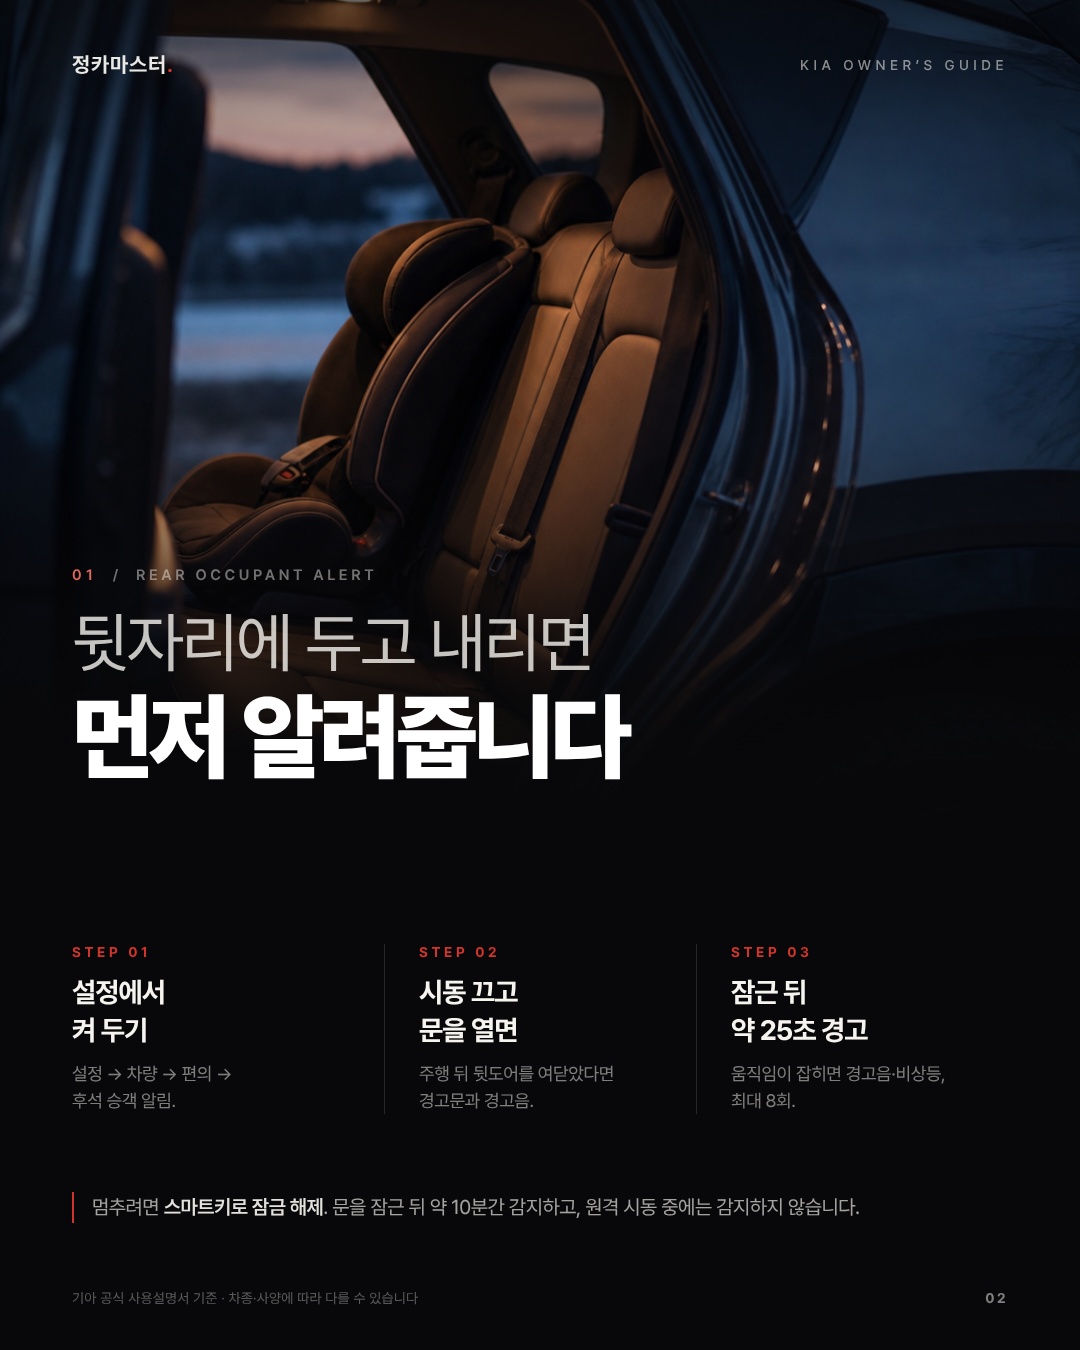 정카마스터.
KIA OWNER’S GUIDE
01 / REAR OCCUPANT ALERT
뒷자리에 두고 내리면
먼저 알려줍니다
STEP 01
설정에서
켜 두기
설정 → 차량 → 편의 →
후석 승객 알림.
STEP 02
시동 끄고
문을 열면
주행 뒤 뒷도어를 여닫았다면
경고문과 경고음.
STEP 03
잠근 뒤
약 25초 경고
움직임이 잡히면 경고음·비상등,
최대 8회.
멈추려면 스마트키로 잠금 해제. 문을 잠근 뒤 약 10분간 감지하고, 원격 시동 중에는 감지하지 않습니다.
기아 공식 사용설명서 기준 · 차종·사양에 따라 다를 수 있습니다
02